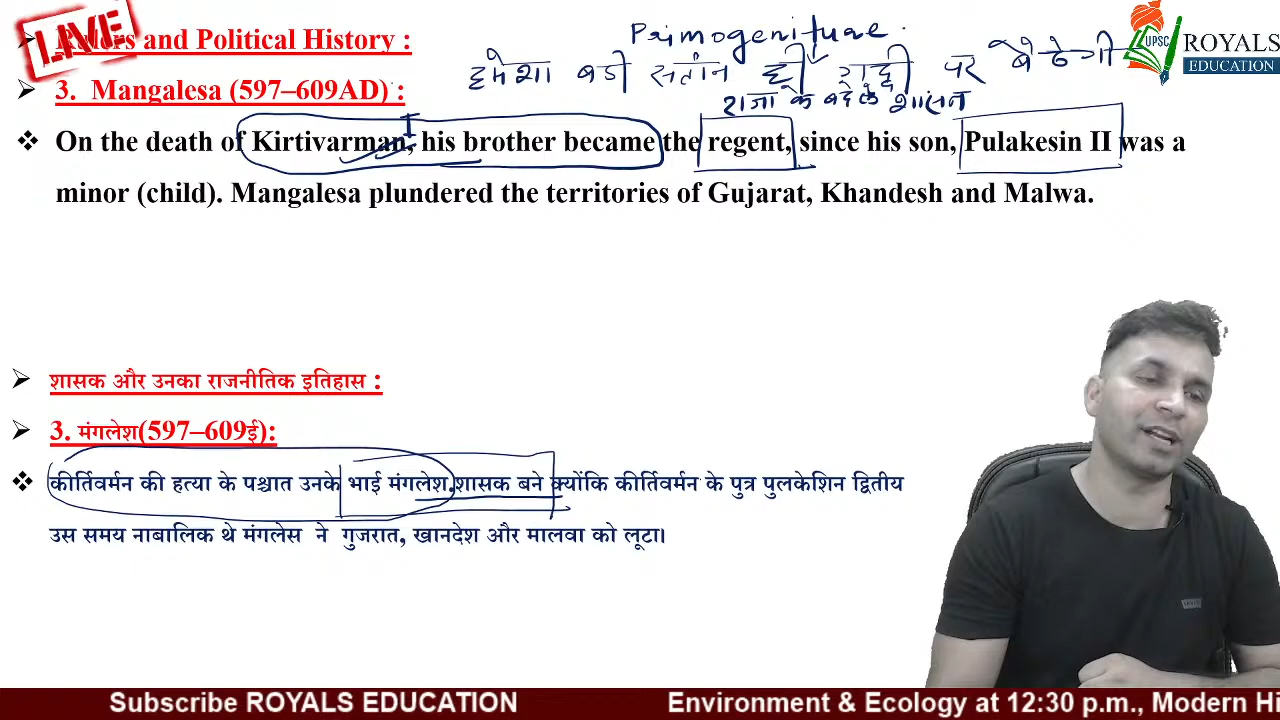 LIVE
Rulers and Political History :
Primogeniture.
हमेशा बडी संतान ही गद्दी पर बैठेगी
UPSC ROYALS
EDUCATION
3. Mangalesa (597–609AD) :
राजा के बदले शासन
I
❖ On the death of Kirtivarman, his brother became the regent, since his son, Pulakesin II was a
minor (child). Mangalesa plundered the territories of Gujarat, Khandesh and Malwa.
शासक और उनका राजनीतिक इतिहास :
3. मंगलेश(597–609ई):
❖ कीर्तिवर्मन की हत्या के पश्चात उनके भाई मंगलेश शासक बने क्योंकि कीर्तिवर्मन के पुत्र पुलकेशिन द्वितीय
उस समय नाबालिक थे मंगलेस ने गुजरात, खानदेश और मालवा को लूटा।
Subscribe ROYALS EDUCATION Environment & Ecology at 12:30 p.m., Modern Hi